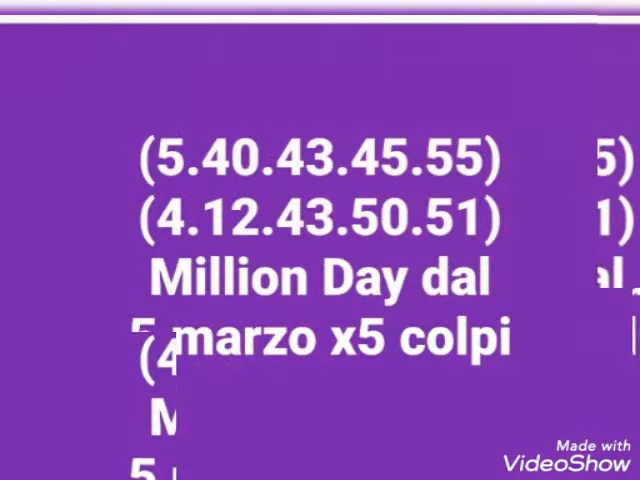 (5.40.43.45.55)
(4.12.43.50.51)
Million Day dal
5 marzo x5 colpi
Made with
VideoShow